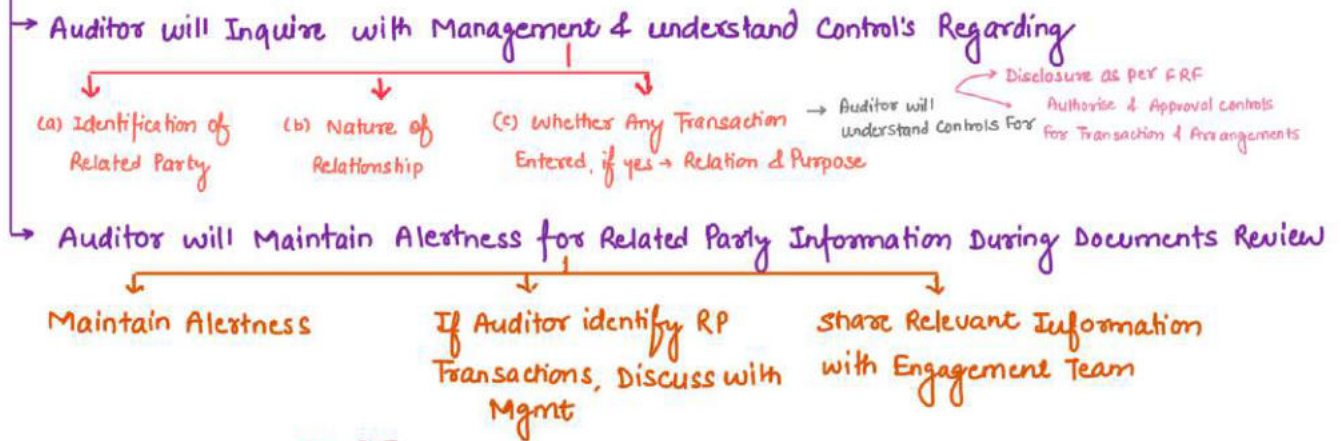 → Auditor will Inquire with Management & understand Control's Regarding
(a) Identification of
Related Party
(b) Nature of
Relationship
(c) Whether Any Transaction
Entered, if yes → Relation & Purpose
→ Auditor will
understand Controls For
Disclosure as per FRF
Authorise & Approval controls
For Transaction & Arrangements
→ Auditor will Maintain Alertness for Related Party Information During Documents Review
Maintain Alertness
If Auditor identify RP
Transactions, Discuss with
Mgmt
Share Relevant Information
with Engagement Team